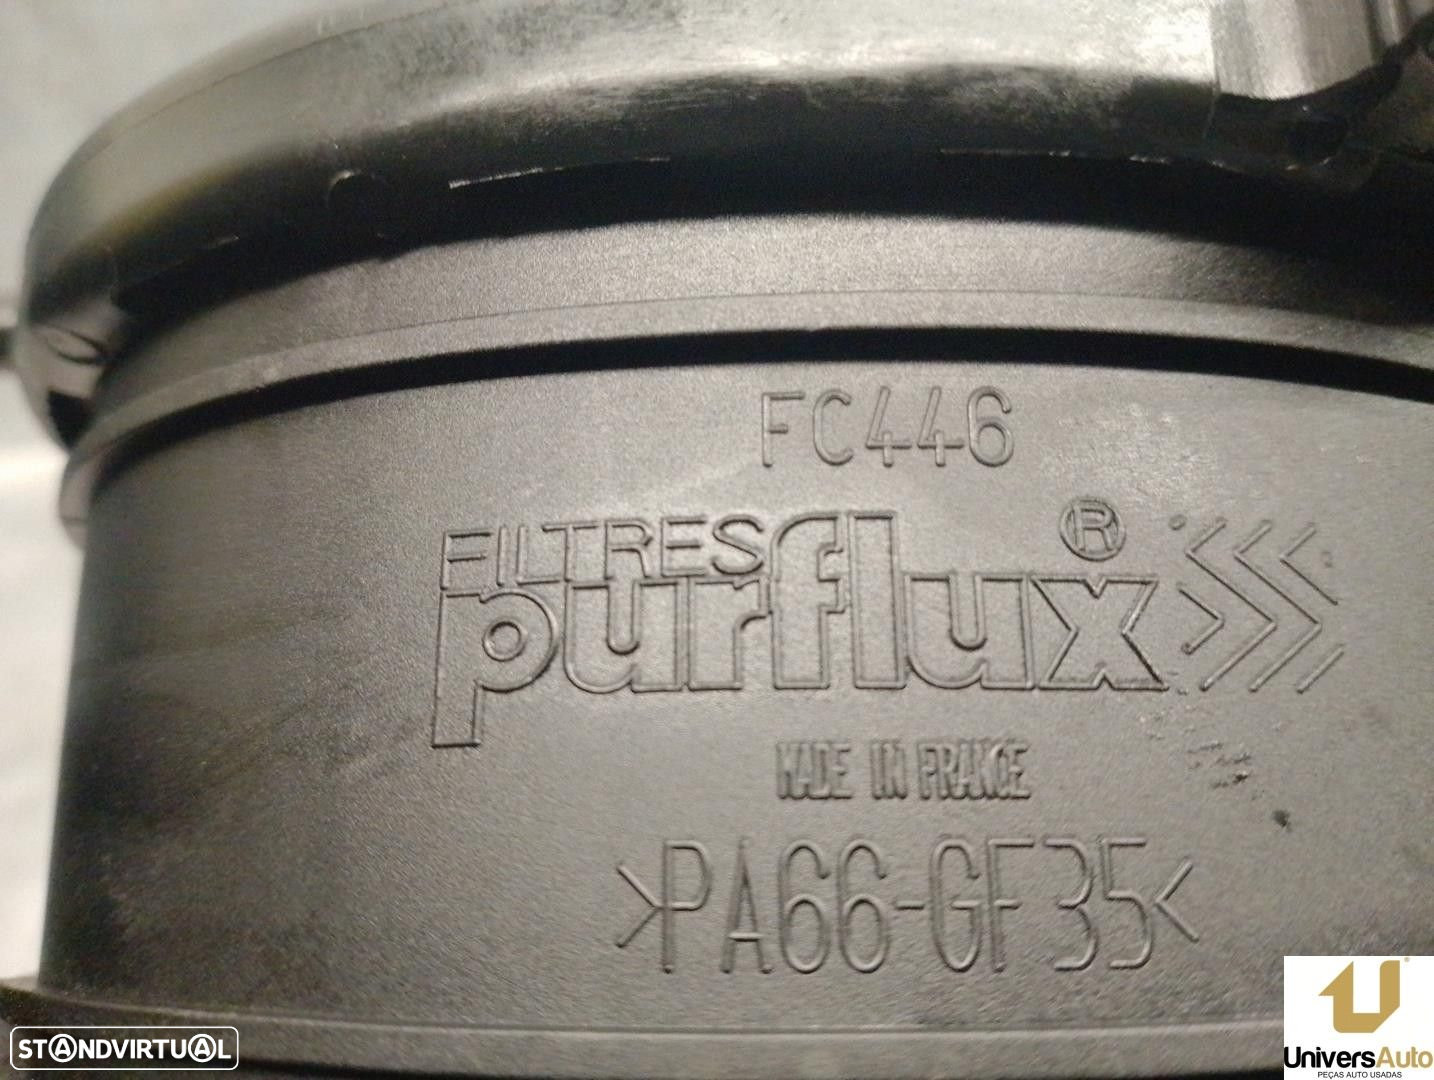 FC446
FILTRES
purflux®
MADE IN FRANCE
>PA66-GF35<
STANDVIRTUAL
UniversAuto
PEÇAS AUTO USADAS